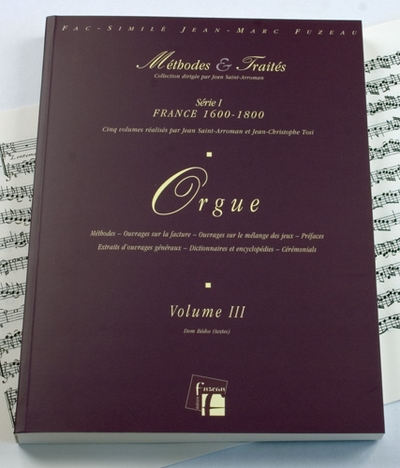 Fac-Similé Jean-Marc Fuzeau
Méthodes & Traités
Collection dirigée par Jean Saint-Arroman
Série I
FRANCE 1600-1800
Cinq volumes réalisés par Jean Saint-Arroman et Jean-Christophe Tosi
Orgue
Méthodes – Ouvrages sur la facture – Ouvrages sur le mélange des jeux – Préfaces
Extraits d'ouvrages généraux – Dictionnaires et encyclopédies – Cérémonials
Volume III
Dom Bédos (textes)
fuzeau